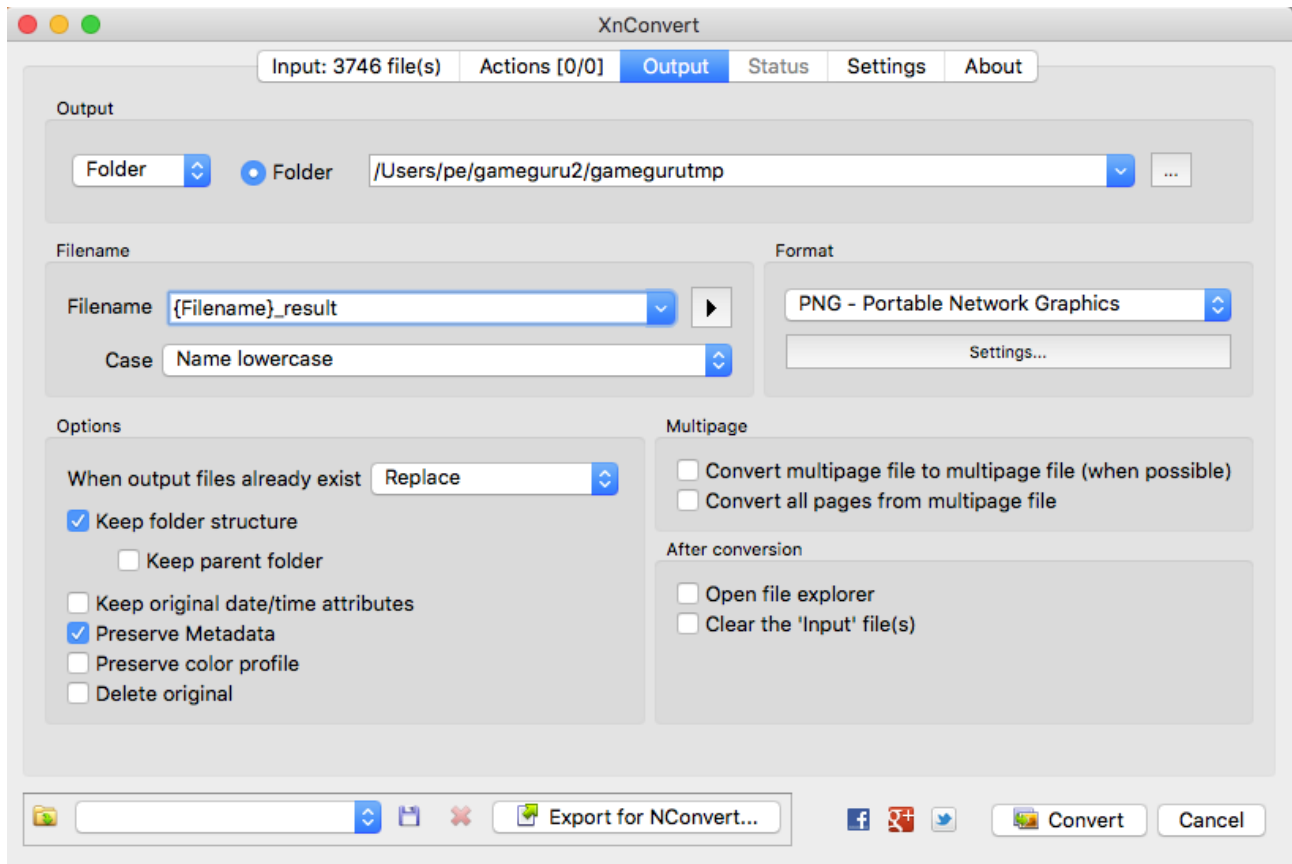 XnConvert
Input: 3746 file(s) Actions [0/0] Output Status Settings About
Output
Folder Folder /Users/pe/gameguru2/gamegurutmp ...
Filename
Filename {Filename}_result
Case Name lowercase
Format
PNG - Portable Network Graphics
Settings...
Options
When output files already exist Replace
Keep folder structure
Keep parent folder
Keep original date/time attributes
Preserve Metadata
Preserve color profile
Delete original
Multipage
Convert multipage file to multipage file (when possible)
Convert all pages from multipage file
After conversion
Open file explorer
Clear the 'Input' file(s)
Export for NConvert... Convert Cancel